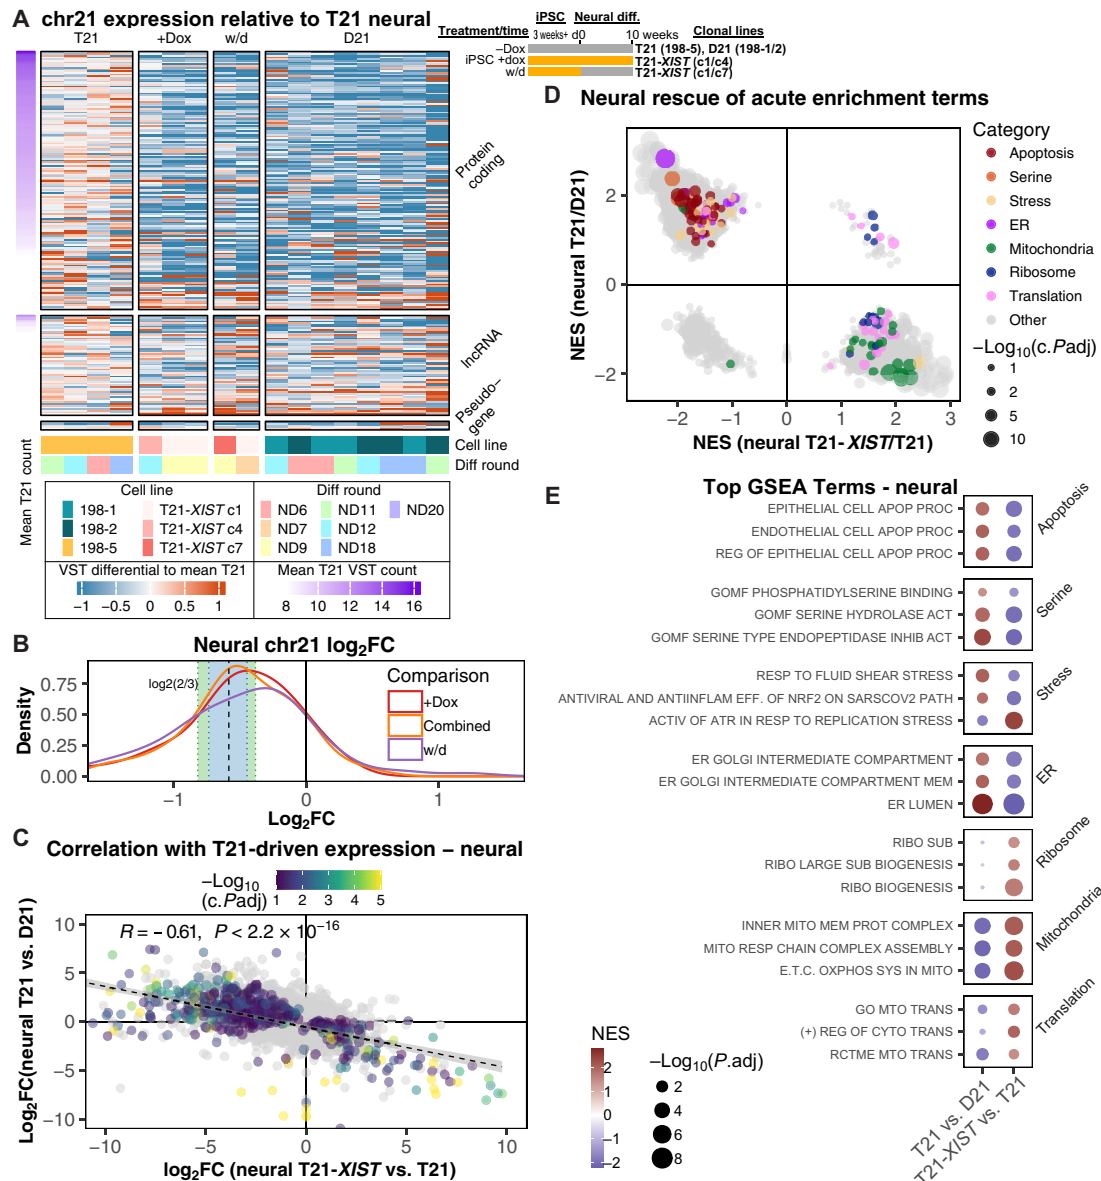 A chr21 expression relative to T21 neural
T21 +Dox w/d D21
Protein coding
lncRNA
Pseudo-gene
Cell line
Diff round
Mean T21 count
Cell line Diff round
198-1 T21-XIST c1 ND6 ND11 ND20
198-2 T21-XIST c4 ND7 ND12
198-5 T21-XIST c7 ND9 ND18
VST differential to mean T21 Mean T21 VST count
−1 −0.5 0 0.5 1 8 10 12 14 16
iPSC Neural diff.
Treatment/time 3 weeks+ d0 10 weeks Clonal lines
−Dox T21 (198-5), D21 (198-1/2)
iPSC +dox T21-XIST (c1/c4)
w/d T21-XIST (c1/c7)
B Neural chr21 log2FC
log2(2/3)
Comparison
+Dox
Combined
w/d
Density
0.75
0.50
0.25
0.00
−1 0 1
Log2FC
C Correlation with T21-driven expression – neural
−Log10
(c.Padj) 1 2 3 4 5
R = −0.61, P < 2.2 × 10−16
Log2FC(neural T21 vs. D21)
10
5
0
−5
−10
−10 −5 0 5 10
log2FC (neural T21-XIST vs. T21)
D Neural rescue of acute enrichment terms
NES (neural T21/D21)
2
0
−2
−2 −1 0 1 2 3
NES (neural T21-XIST/T21)
Category
Apoptosis
Serine
Stress
ER
Mitochondria
Ribosome
Translation
Other
−Log10(c.Padj)
1
2
5
10
E Top GSEA Terms - neural
EPITHELIAL CELL APOP PROC
ENDOTHELIAL CELL APOP PROC
REG OF EPITHELIAL CELL APOP PROC
Apoptosis
GOMF PHOSPHATIDYLSERINE BINDING
GOMF SERINE HYDROLASE ACT
GOMF SERINE TYPE ENDOPEPTIDASE INHIB ACT
Serine
RESP TO FLUID SHEAR STRESS
ANTIVIRAL AND ANTIINFLAM EFF. OF NRF2 ON SARSCOV2 PATH
ACTIV OF ATR IN RESP TO REPLICATION STRESS
Stress
ER GOLGI INTERMEDIATE COMPARTMENT
ER GOLGI INTERMEDIATE COMPARTMENT MEM
ER LUMEN
ER
RIBO SUB
RIBO LARGE SUB BIOGENESIS
RIBO BIOGENESIS
Ribosome
INNER MITO MEM PROT COMPLEX
MITO RESP CHAIN COMPLEX ASSEMBLY
E.T.C. OXPHOS SYS IN MITO
Mitochondria
GO MTO TRANS
(+) REG OF CYTO TRANS
RCTME MTO TRANS
Translation
T21 vs. D21
T21-XIST vs. T21
NES
2
1
0
−1
−2
−Log10(P.adj)
2
4
6
8